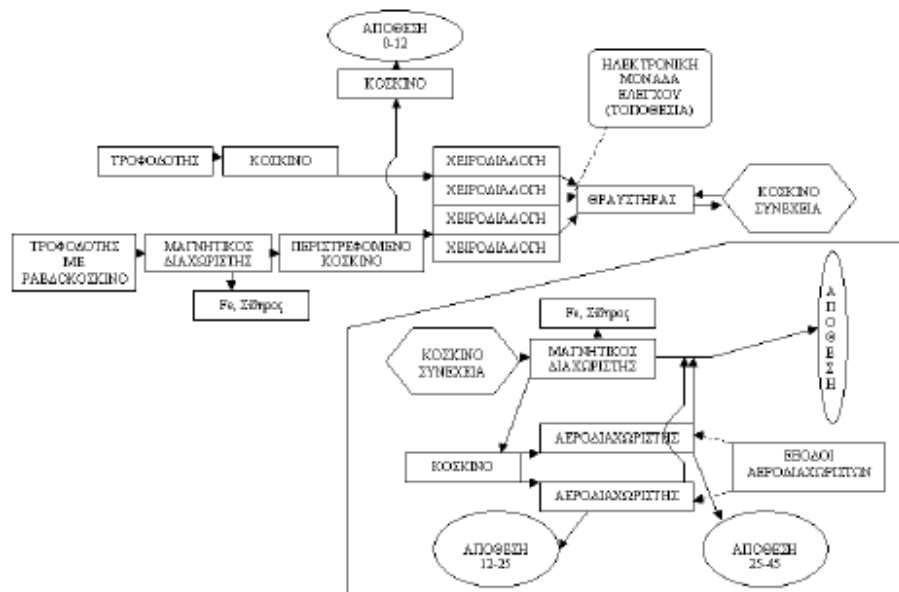 ΑΠΟΘΕΣΗ
0-12
ΚΟΣΚΙΝΟ
ΗΛΕΚΤΡΟΝΙΚΗ
ΜΟΝΑΔΑ
ΕΛΕΓΧΟΥ
(ΤΟΠΟΘΕΣΙΑ)
ΤΡΟΦΟΔΟΤΗΣ
ΚΟΣΚΙΝΟ
ΧΕΙΡΟΔΙΑΛΟΓΗ
ΧΕΙΡΟΔΙΑΛΟΓΗ
ΧΕΙΡΟΔΙΑΛΟΓΗ
ΧΕΙΡΟΔΙΑΛΟΓΗ
ΘΡΑΥΣΤΗΡΑΣ
ΚΟΣΚΙΝΟ
ΣΥΝΕΧΕΙΑ
ΤΡΟΦΟΔΟΤΗΣ
ΜΕ
ΡΑΒΔΟΚΟΣΚΙΝΟ
ΜΑΓΝΗΤΙΚΟΣ
ΔΙΑΧΩΡΙΣΤΗΣ
ΠΕΡΙΣΤΡΕΦΟΜΕΝΟ
ΚΟΣΚΙΝΟ
Fe, Σίδηρος
Fe, Σίδηρος
ΚΟΣΚΙΝΟ
ΣΥΝΕΧΕΙΑ
ΜΑΓΝΗΤΙΚΟΣ
ΔΙΑΧΩΡΙΣΤΗΣ
ΑΠΟΘΕΣΗ
ΚΟΣΚΙΝΟ
ΑΕΡΟΔΙΑΧΩΡΙΣΤΗΣ
ΑΕΡΟΔΙΑΧΩΡΙΣΤΗΣ
ΕΞΟΔΟΙ
ΑΕΡΟΔΙΑΧΩΡΙΣΤΩΝ
ΑΠΟΘΕΣΗ
12-25
ΑΠΟΘΕΣΗ
25-45